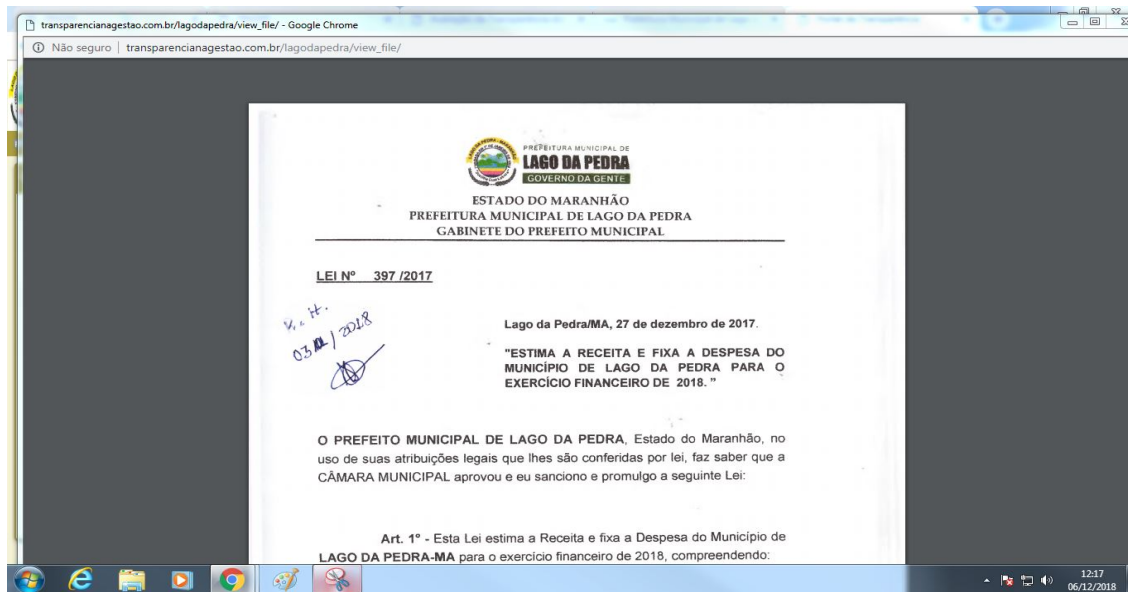 transparencianagestao.com.br/lagodapedra/view_file/ - Google Chrome
Não seguro | transparencianagestao.com.br/lagodapedra/view_file/
PREFEITURA MUNICIPAL DE
LAGO DA PEDRA
GOVERNO DA GENTE
ESTADO DO MARANHÃO
PREFEITURA MUNICIPAL DE LAGO DA PEDRA
GABINETE DO PREFEITO MUNICIPAL
LEI Nº 397 /2017
2018
Lago da Pedra/MA, 27 de dezembro de 2017.
"ESTIMA A RECEITA E FIXA A DESPESA DO
MUNICÍPIO DE LAGO DA PEDRA PARA O
EXERCÍCIO FINANCEIRO DE 2018. "
O PREFEITO MUNICIPAL DE LAGO DA PEDRA, Estado do Maranhão, no
uso de suas atribuições legais que lhes são conferidas por lei, faz saber que a
CÂMARA MUNICIPAL aprovou e eu sanciono e promulgo a seguinte Lei:
Art. 1º - Esta Lei estima a Receita e fixa a Despesa do Município de
LAGO DA PEDRA-MA para o exercício financeiro de 2018, compreendendo:
12:17
06/12/2018